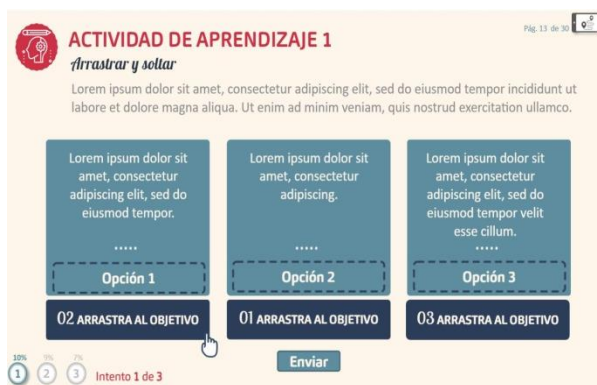 Pág. 13 de 30
ACTIVIDAD DE APRENDIZAJE 1
Arrastrar y soltar
Lorem ipsum dolor sit amet, consectetur adipiscing elit, sed do eiusmod tempor incididunt ut
labore et dolore magna aliqua. Ut enim ad minim veniam, quis nostrud exercitation ullamco.
Lorem ipsum dolor sit
amet, consectetur
adipiscing elit, sed do
eiusmod tempor.
.....
Opción 1
02 ARRASTRA AL OBJETIVO
Lorem ipsum dolor sit
amet, consectetur
adipiscing.
.....
Opción 2
01 ARRASTRA AL OBJETIVO
Lorem ipsum dolor sit
amet, consectetur
adipiscing elit, sed do
eiusmod tempor velit
esse cillum.
.....
Opción 3
03 ARRASTRA AL OBJETIVO
10% 9% 7%
1 2 3 Intento 1 de 3
Enviar